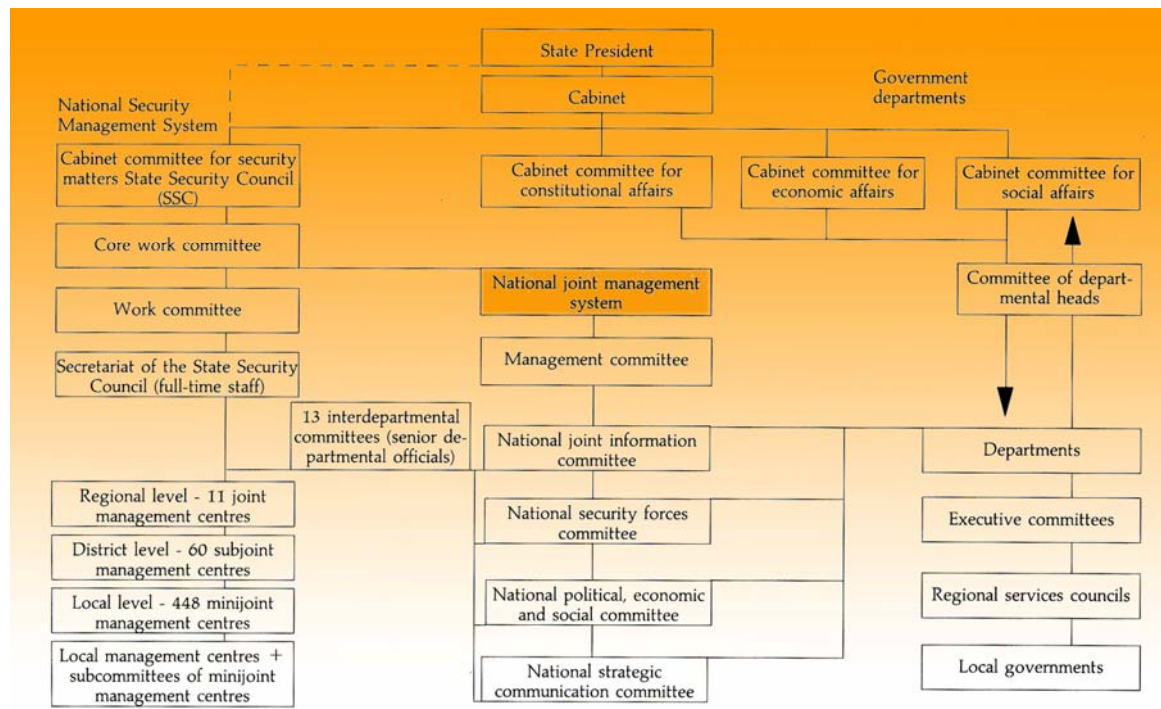 State President
Cabinet
Government
departments
National Security
Management System
Cabinet committee for security
matters State Security Council
(SSC)
Cabinet committee for
constitutional affairs
Cabinet committee for
economic affairs
Cabinet committee for
social affairs
Core work committee
National joint management
system
Committee of depart-
mental heads
Work committee
Management committee
Secretariat of the State Security
Council (full-time staff)
13 interdepartmental
committees (senior de-
partmental officials)
National joint information
committee
Departments
Regional level - 11 joint
management centres
National security forces
committee
Executive committees
District level - 60 subjoint
management centres
National political, economic
and social committee
Regional services councils
Local level - 448 minijoint
management centres
Local management centres +
subcommittees of minijoint
management centres
National strategic
communication committee
Local governments